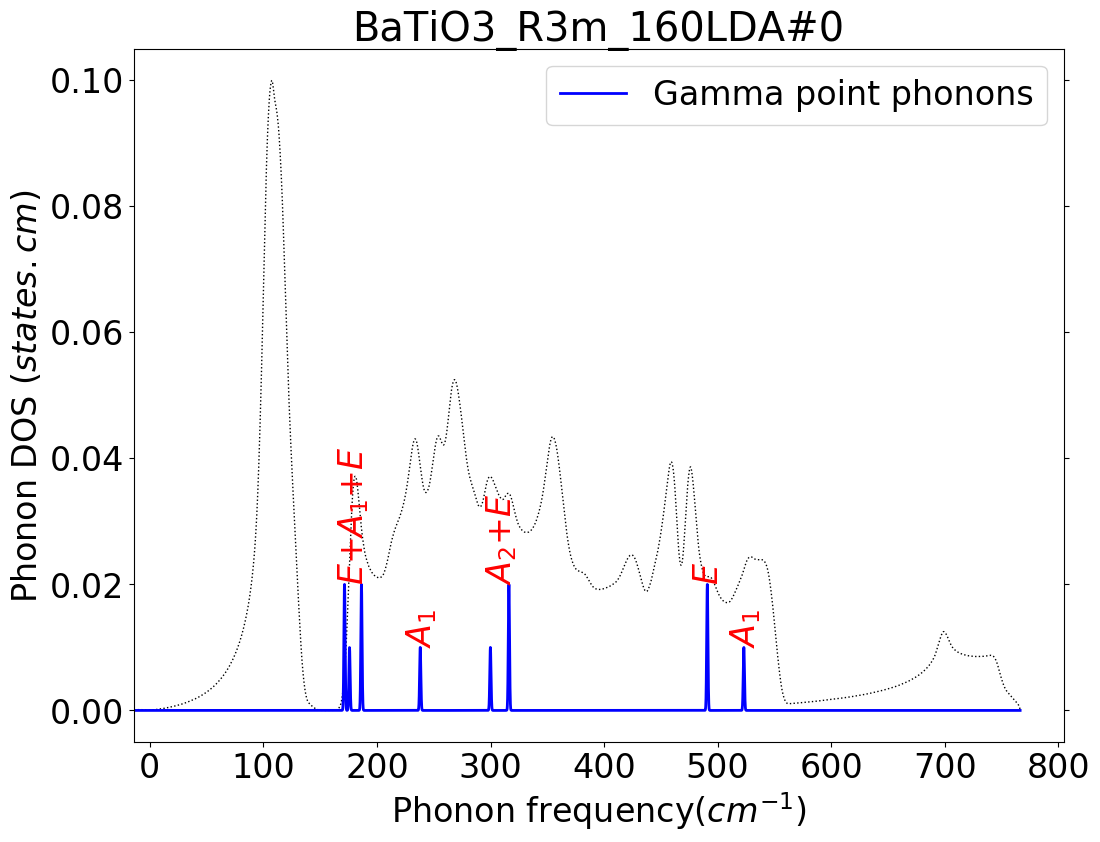 BaTiO3_R3m_160LDA#0
Gamma point phonons
Phonon DOS (states.cm)
0.10
0.08
0.06
0.04
0.02
0.00
E+A₁+E
A₁
A₂+E
E
A₁
0 100 200 300 400 500 600 700 800
Phonon frequency(cm⁻¹)